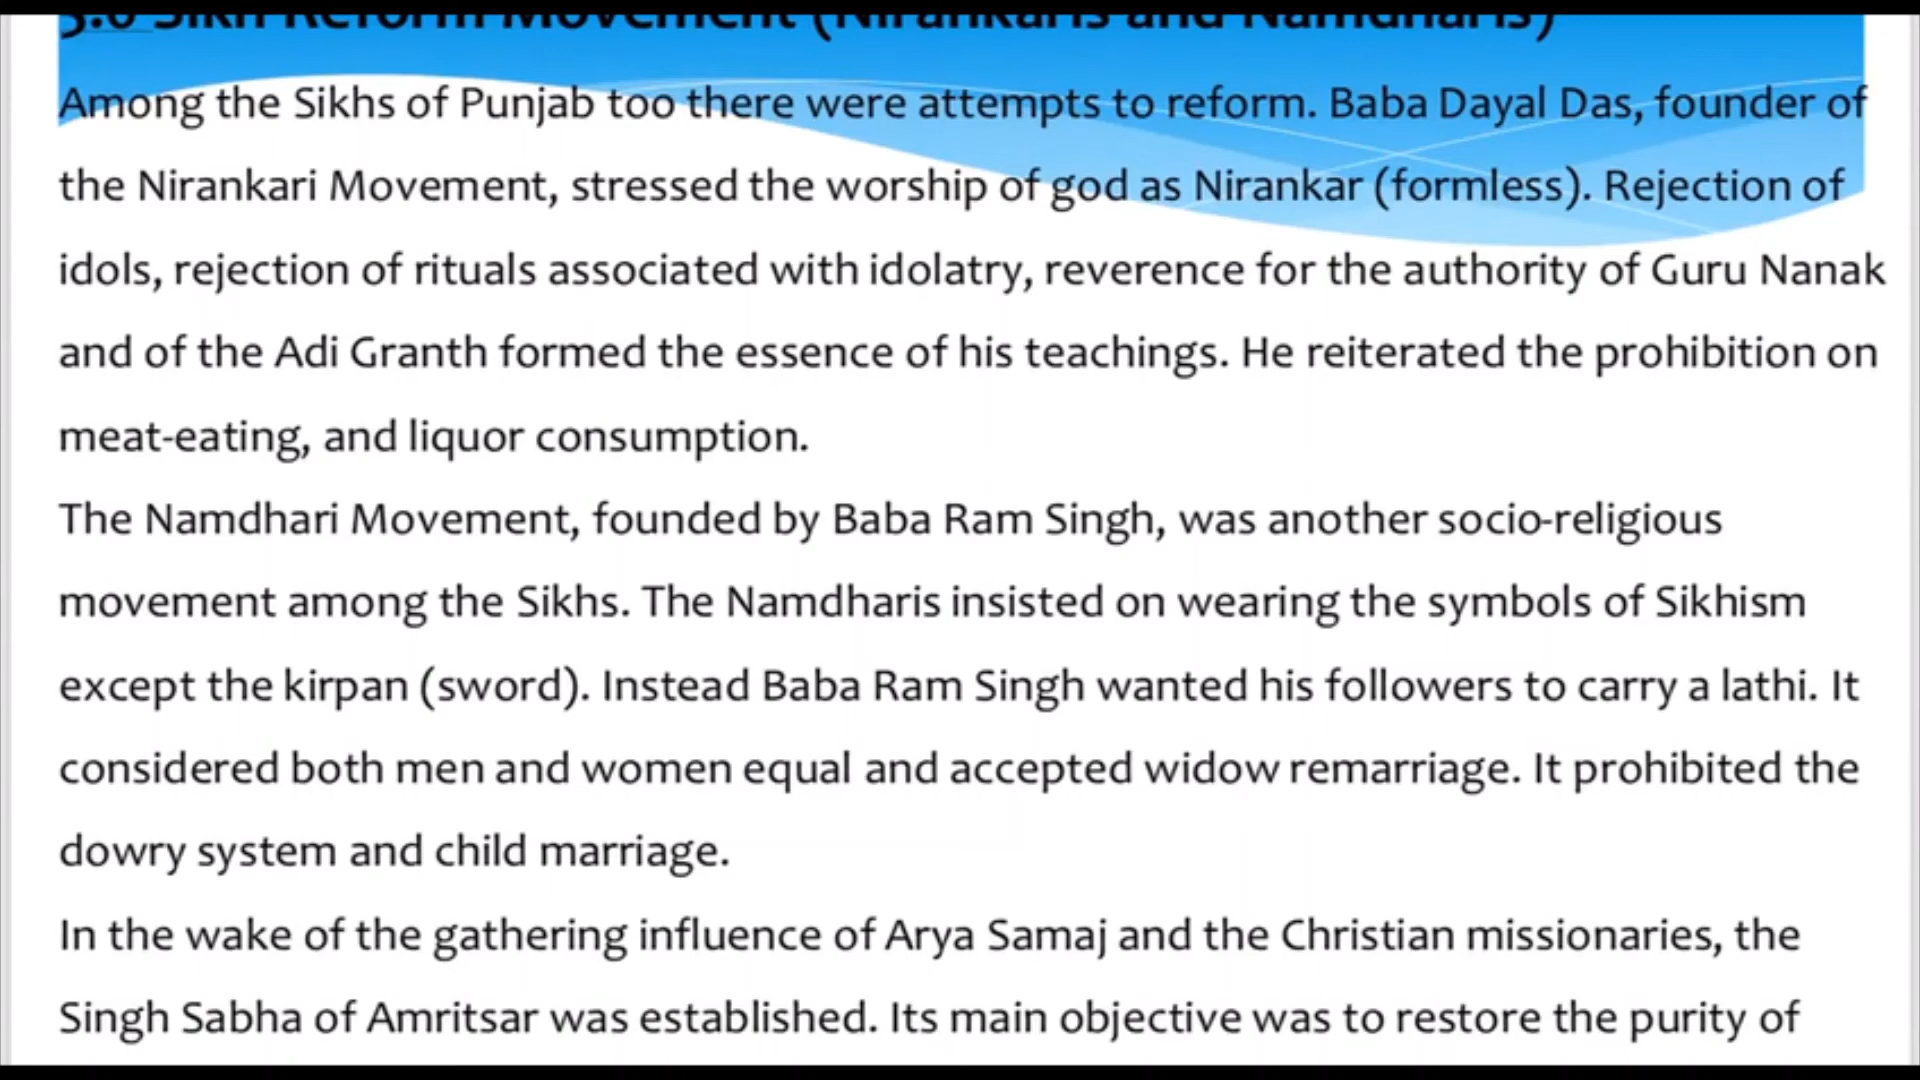 Sikh Reform Movement (Nirankaris and Namdharis)
Among the Sikhs of Punjab too there were attempts to reform. Baba Dayal Das, founder of
the Nirankari Movement, stressed the worship of god as Nirankar (formless). Rejection of
idols, rejection of rituals associated with idolatry, reverence for the authority of Guru Nanak
and of the Adi Granth formed the essence of his teachings. He reiterated the prohibition on
meat-eating, and liquor consumption.
The Namdhari Movement, founded by Baba Ram Singh, was another socio-religious
movement among the Sikhs. The Namdharis insisted on wearing the symbols of Sikhism
except the kirpan (sword). Instead Baba Ram Singh wanted his followers to carry a lathi. It
considered both men and women equal and accepted widow remarriage. It prohibited the
dowry system and child marriage.
In the wake of the gathering influence of Arya Samaj and the Christian missionaries, the
Singh Sabha of Amritsar was established. Its main objective was to restore the purity of